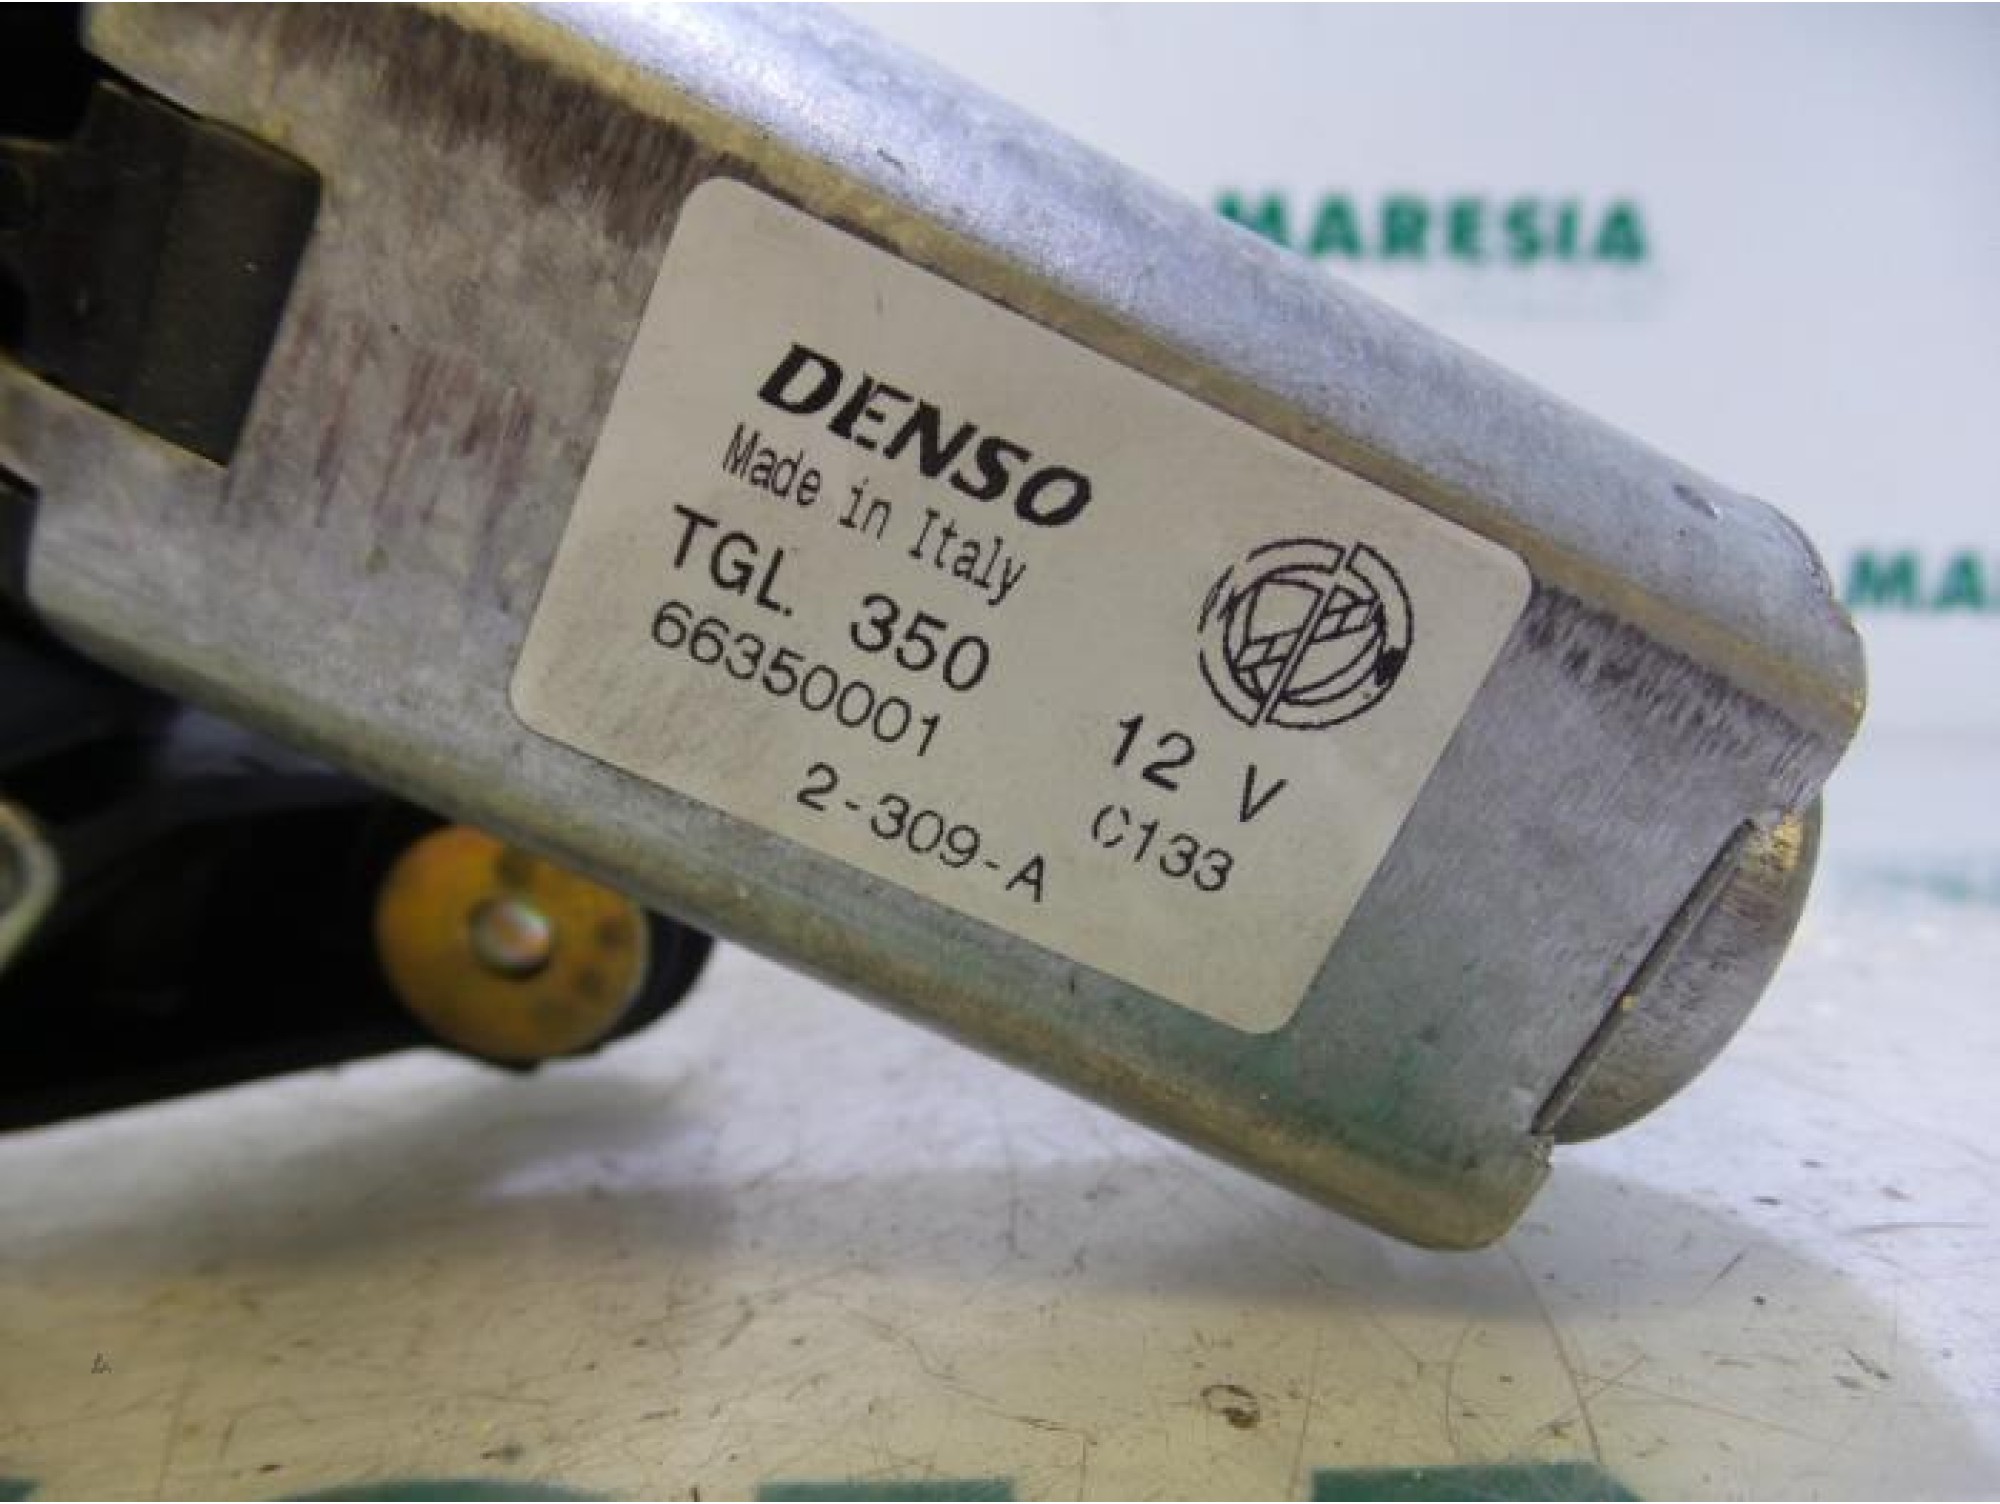 MARESIA
DENSO
Made in Italy
TGL. 350
66350001
12 V
2-309-A
C133
MA